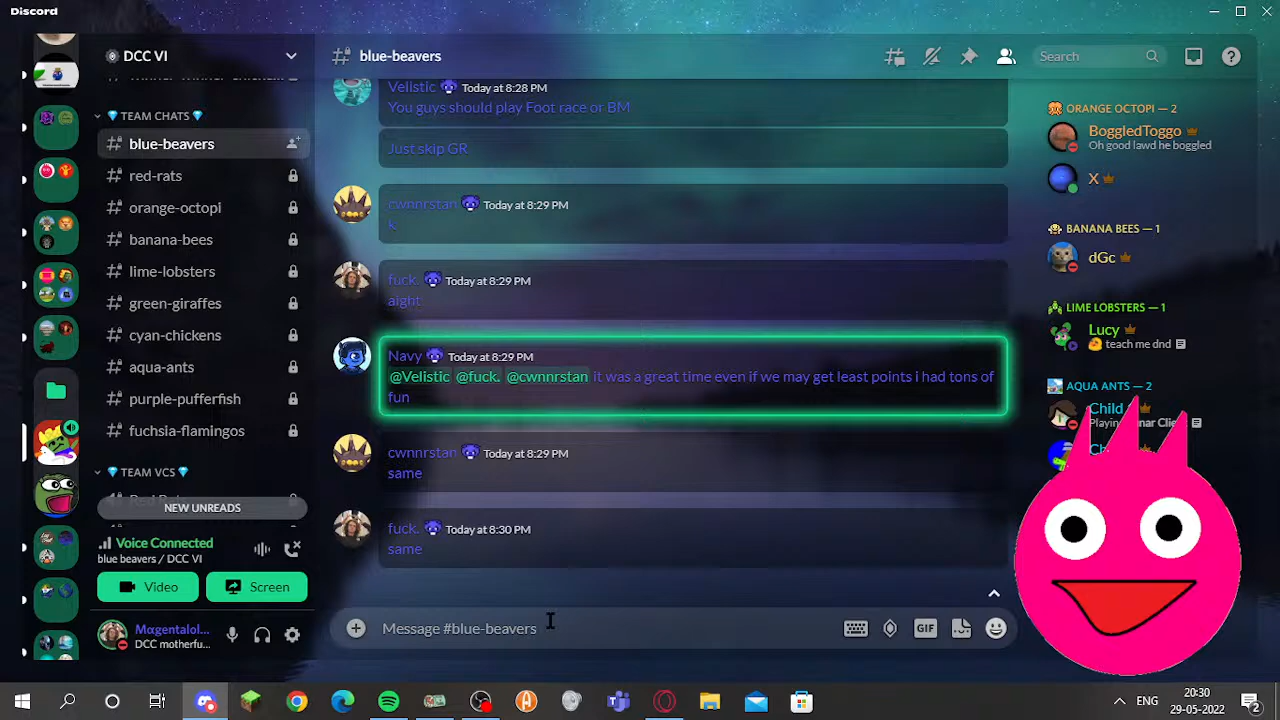 Discord
DCC VI
TEAM CHATS
blue-beavers
red-rats
orange-octopi
banana-bees
lime-lobsters
green-giraffes
cyan-chickens
aqua-ants
purple-pufferfish
fuchsia-flamingos
TEAM VCS
NEW UNREADS
Voice Connected
blue beavers / DCC VI
Video
Screen
Mαgentalol...
DCC motherfu...
blue-beavers
Search
Velistic Today at 8:28 PM
You guys should play Foot race or BM
Just skip GR
cwnnrstan Today at 8:29 PM
k
fuck. Today at 8:29 PM
aight
Navy Today at 8:29 PM
@Velistic @fuck. @cwnnrstan it was a great time even if we may get least points i had tons of
fun
cwnnrstan Today at 8:29 PM
same
fuck. Today at 8:30 PM
same
Message #blue-beavers
GIF
ORANGE OCTOPI — 2
BoggledToggo
Oh good lawd he boggled
X
BANANA BEES — 1
dGc
LIME LOBSTERS — 1
Lucy
teach me dnd
AQUA ANTS — 2
Child
ENG
20:30
29-05-2022
2